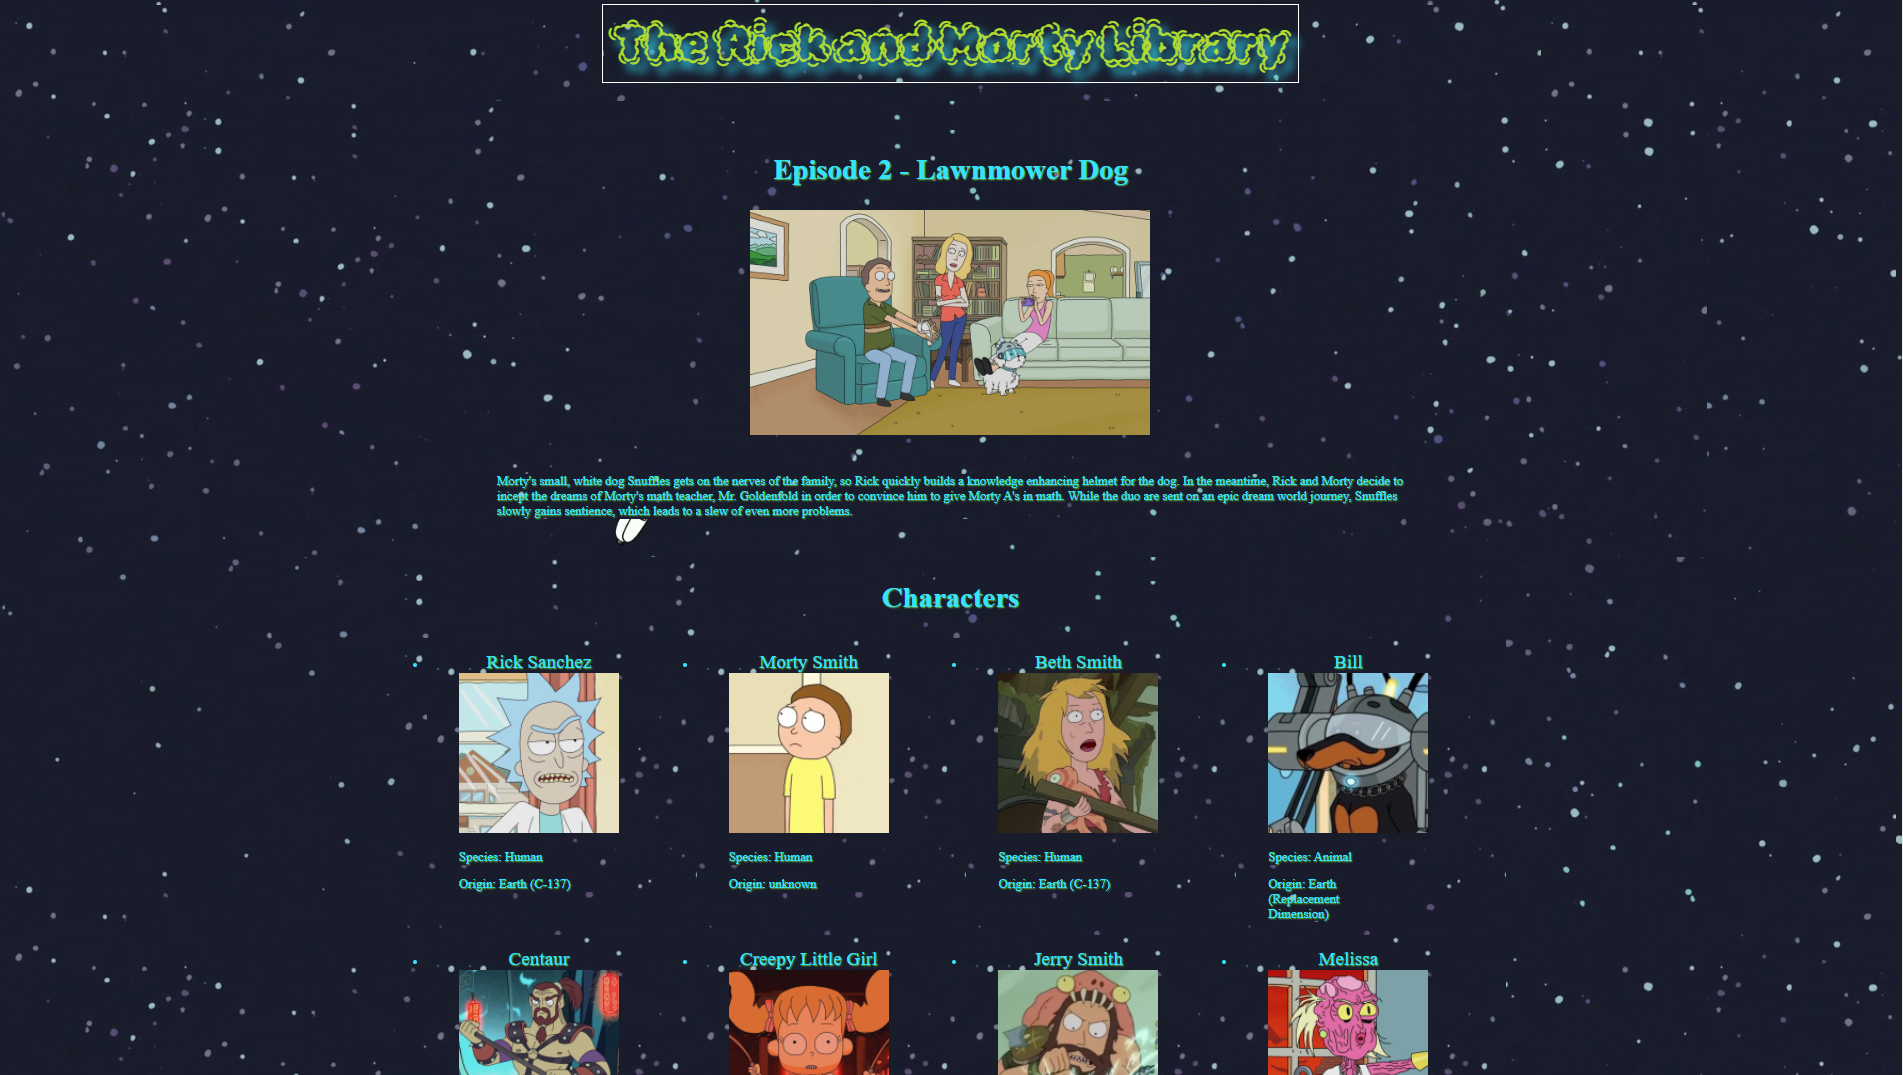 The Rick and Morty Library
Episode 2 - Lawnmower Dog
Morty's small, white dog Snuffles gets on the nerves of the family, so Rick quickly builds a knowledge enhancing helmet for the dog. In the meantime, Rick and Morty decide to
incept the dreams of Morty's math teacher, Mr. Goldenfold in order to convince him to give Morty A's in math. While the duo are sent on an epic dream world journey, Snuffles
slowly gains sentience, which leads to a slew of even more problems.
Characters
Rick Sanchez
Morty Smith
Beth Smith
Bill
Species: Human
Species: Human
Species: Human
Species: Animal
Origin: Earth (C-137)
Origin: unknown
Origin: Earth (C-137)
Origin: Earth
(Replacement
Dimension)
Centaur
Creepy Little Girl
Jerry Smith
Melissa